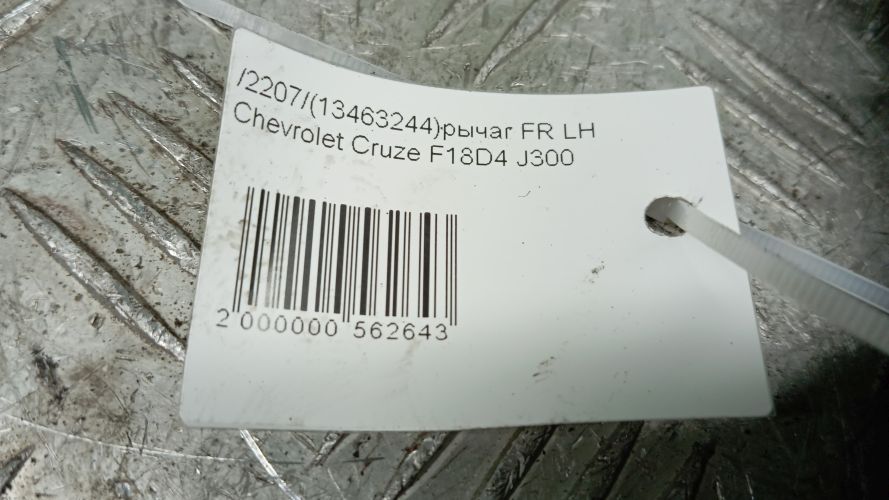 /2207/(13463244)рычаг FR LH
Chevrolet Cruze F18D4 J300
2 000000 562643